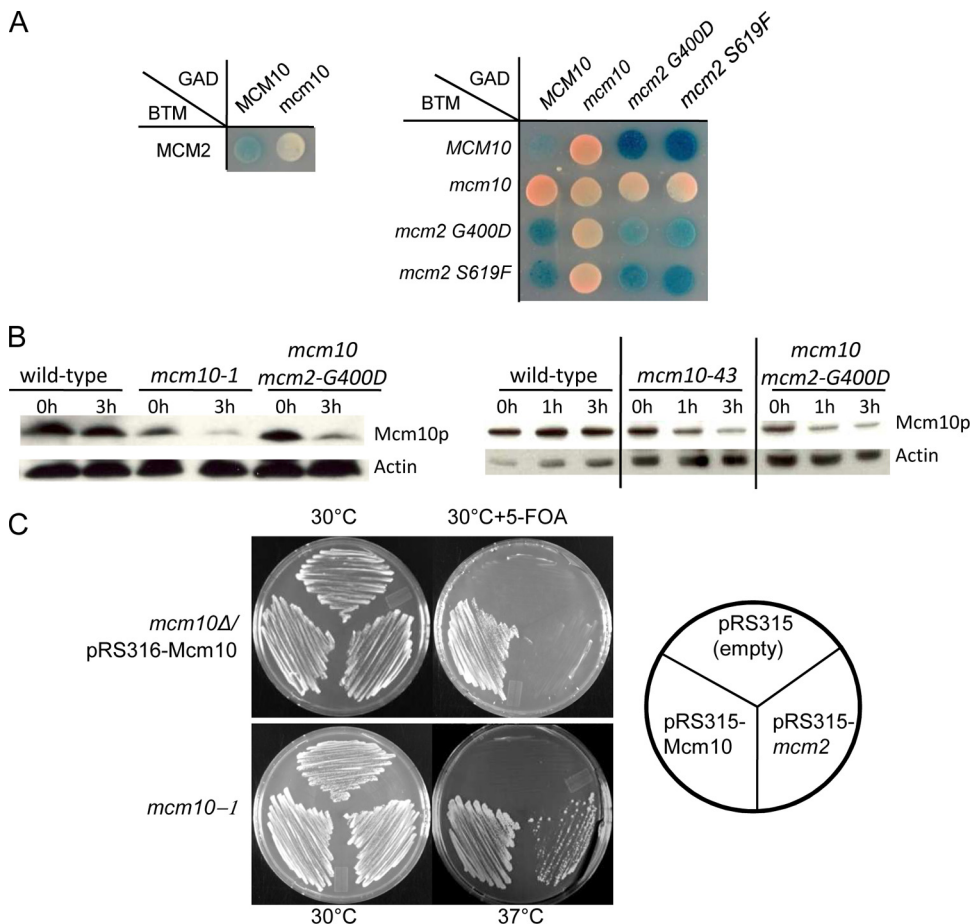 A
GAD
BTM
MCM10
mcm10
MCM2
GAD
BTM
MCM10
mcm10
mcm2 G400D
mcm2 S619F
MCM10
mcm10
mcm2 G400D
mcm2 S619F
B
wild-type
mcm10-1
mcm10
mcm2-G400D
0h 3h 0h 3h 0h 3h
Mcm10p
Actin
wild-type
mcm10-43
mcm10
mcm2-G400D
0h 1h 3h 0h 1h 3h 0h 1h 3h
Mcm10p
Actin
C
30°C
30°C+5-FOA
mcm10Δ/
pRS316-Mcm10
mcm10–1
30°C
37°C
pRS315
(empty)
pRS315-
Mcm10
pRS315-
mcm2